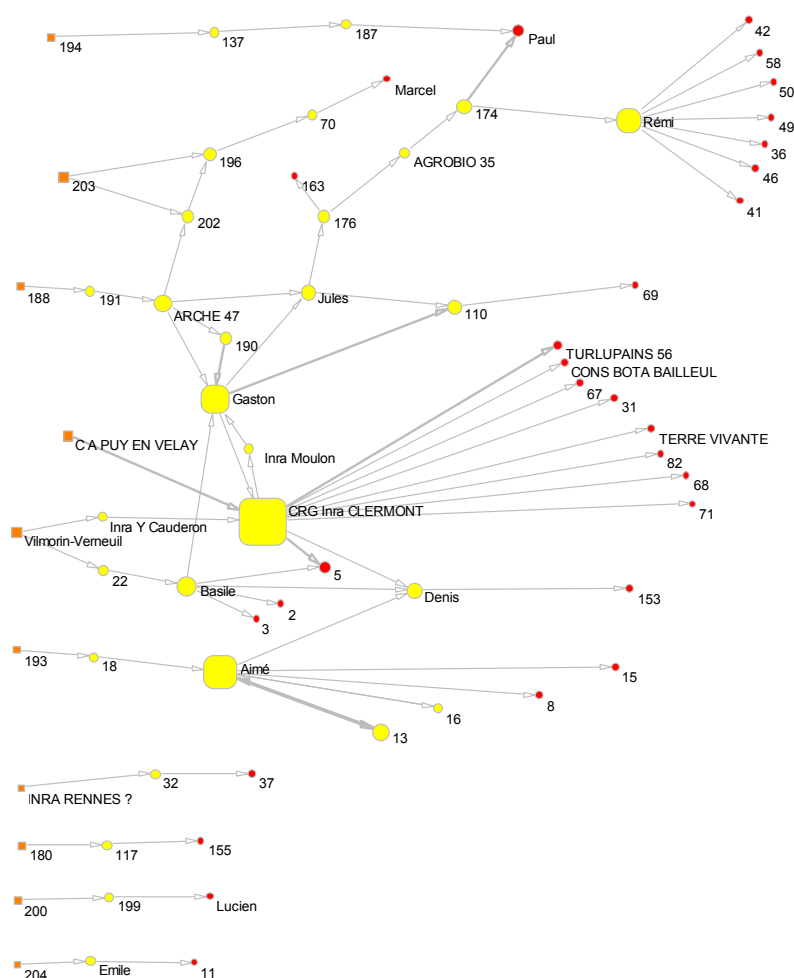 42
194
137
187
Paul
58
50
Marcel
174
Rémi
49
70
36
196
AGROBIO 35
46
203
163
41
202
176
188
191
Jules
69
ARCHE 47
110
190
TURLUPAINS 56
CONS BOTA BAILLEUL
Gaston
67
31
C A PUY EN VELAY
TERRE VIVANTE
Inra Moulon
82
68
CRG Inra CLERMONT
71
Inra Y Cauderon
Vilmorin-Verneuil
22
5
Basile
Denis
153
2
3
193
18
Aimé
15
8
16
13
INRA RENNES ?
32
37
180
117
155
200
199
Lucien
204
Emile
11